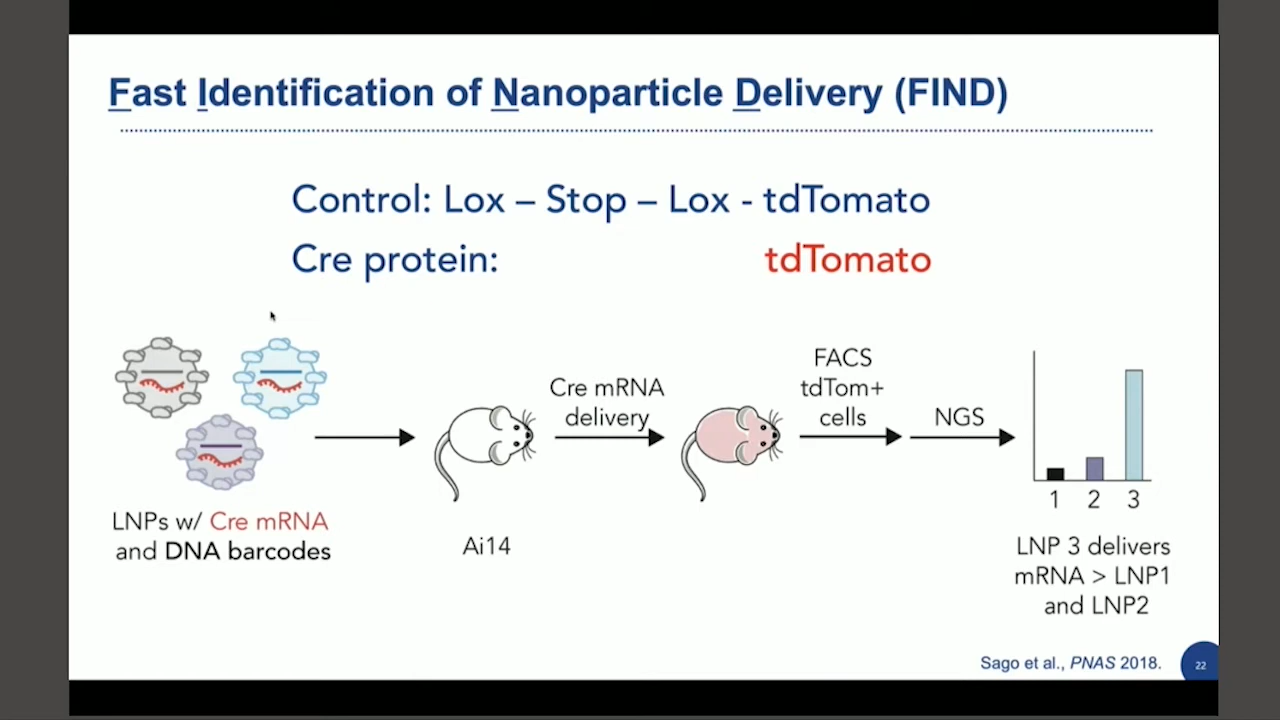 Fast Identification of Nanoparticle Delivery (FIND)
Control: Lox – Stop – Lox - tdTomato
Cre protein: tdTomato
LNPs w/ Cre mRNA
and DNA barcodes
Ai14
Cre mRNA
delivery
FACS
tdTom+
cells
NGS
1 2 3
LNP 3 delivers
mRNA > LNP1
and LNP2
Sago et al., PNAS 2018.
22